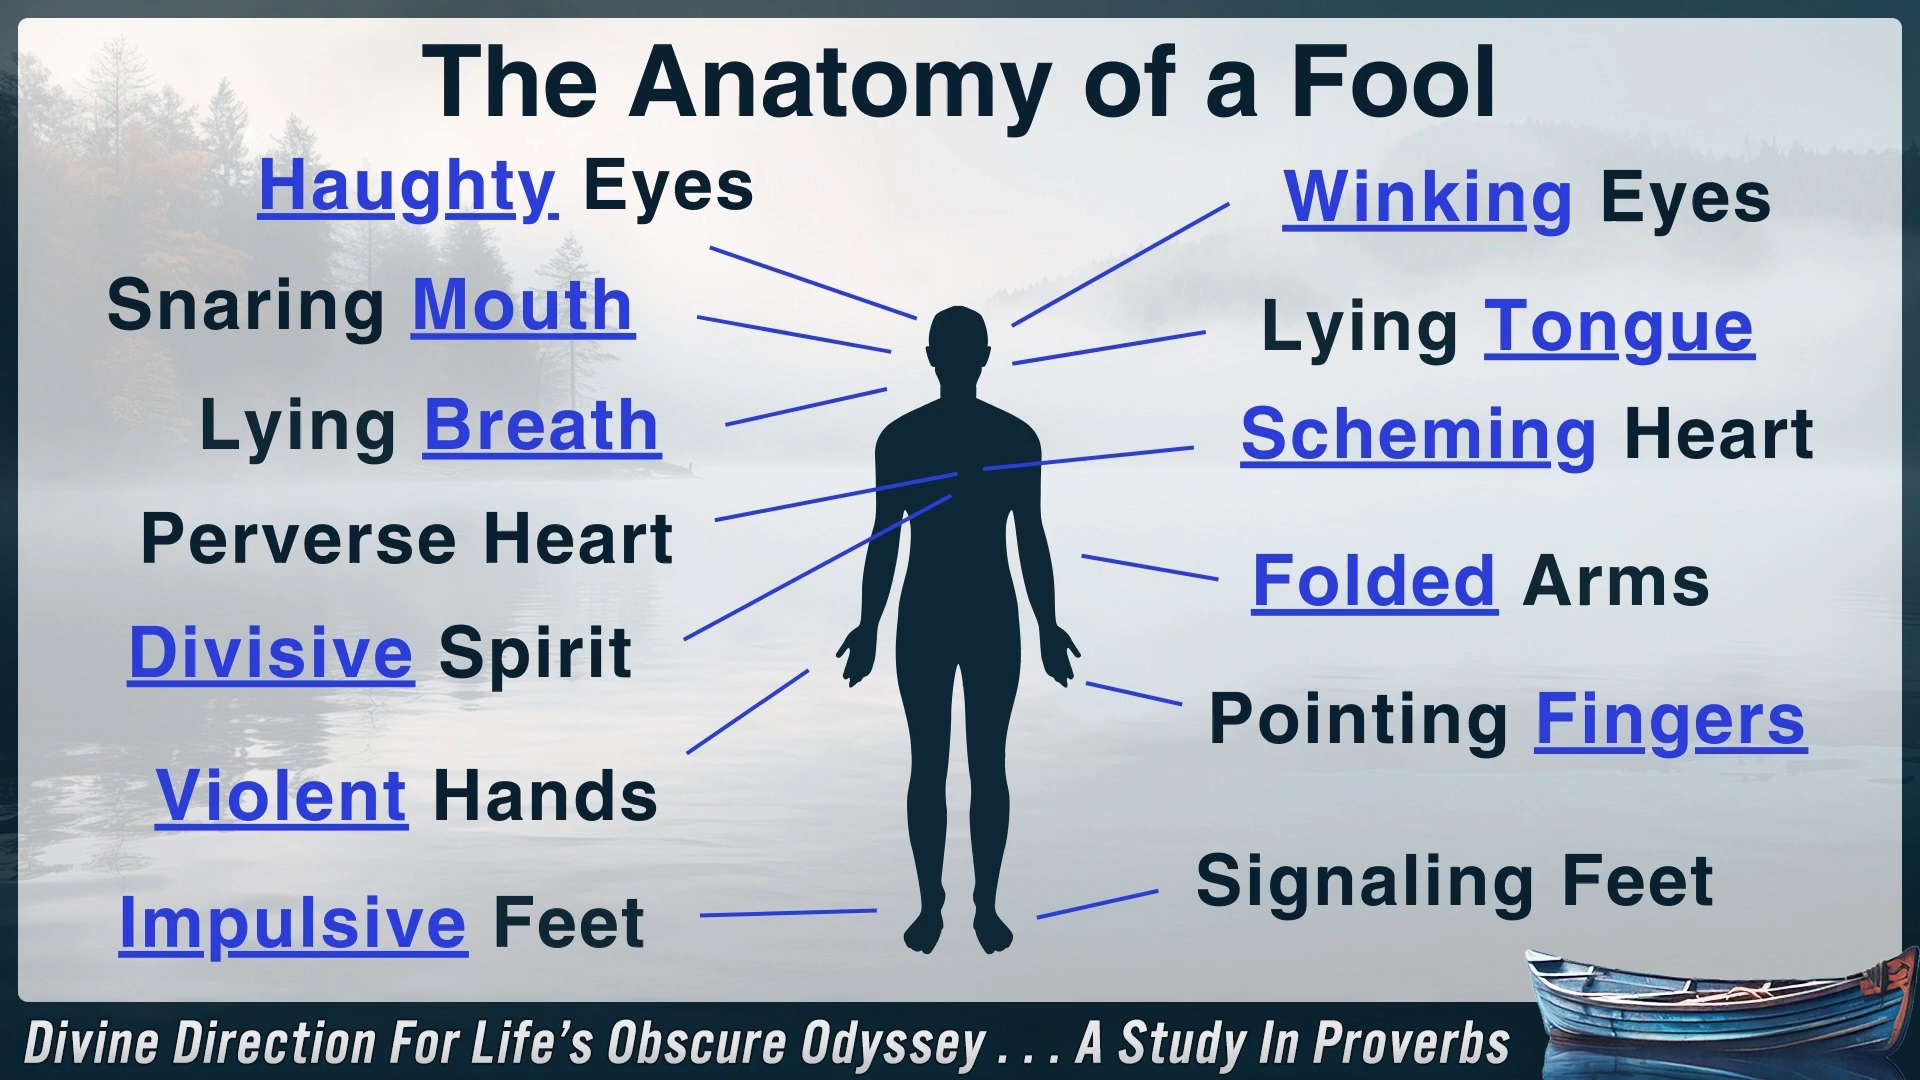 The Anatomy of a Fool
Haughty Eyes
Snaring Mouth
Lying Breath
Perverse Heart
Divisive Spirit
Violent Hands
Impulsive Feet
Winking Eyes
Lying Tongue
Scheming Heart
Folded Arms
Pointing Fingers
Signaling Feet
Divine Direction For Life’s Obscure Odyssey . . . A Study In Proverbs